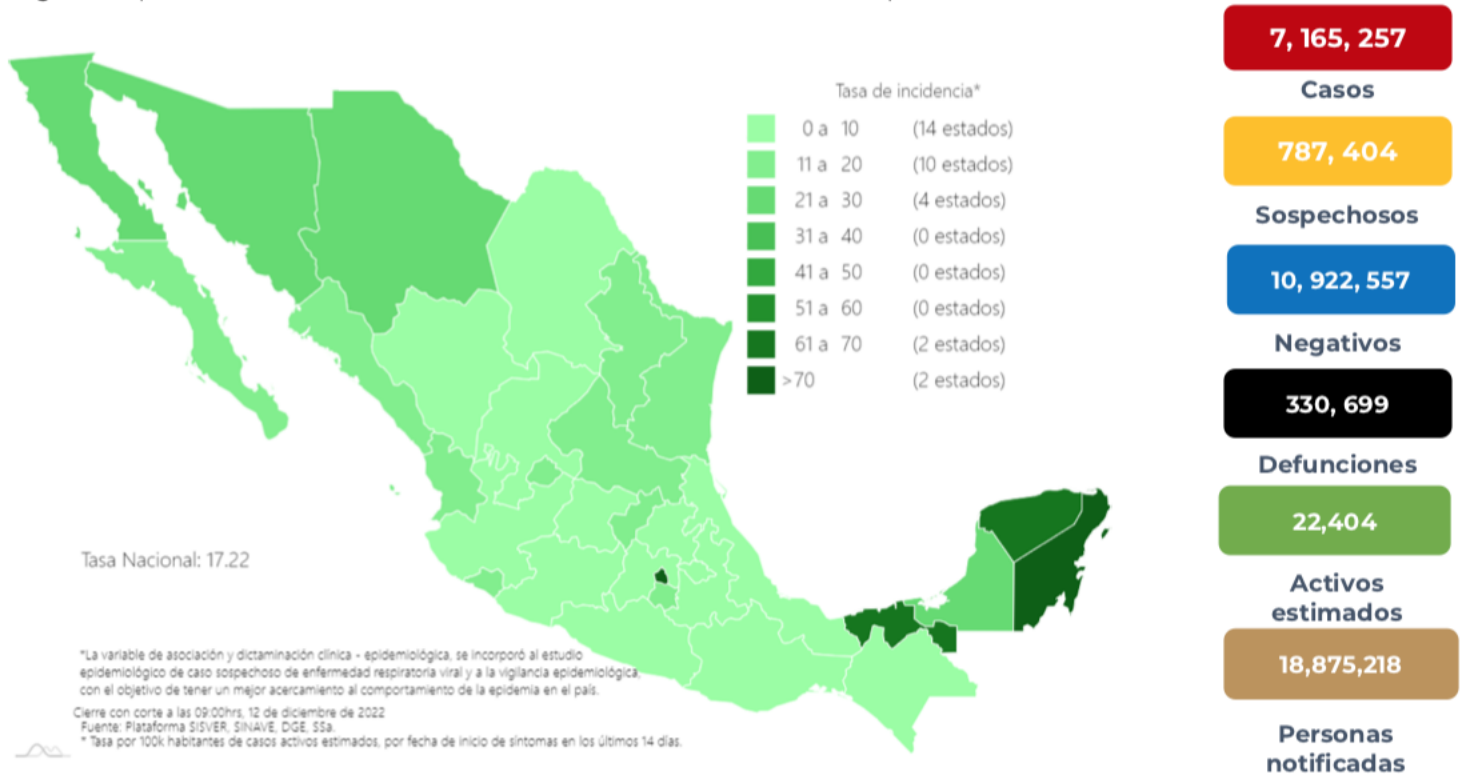 Tasa de incidencia*
0 a 10 (14 estados)
11 a 20 (10 estados)
21 a 30 (4 estados)
31 a 40 (0 estados)
41 a 50 (0 estados)
51 a 60 (0 estados)
61 a 70 (2 estados)
>70 (2 estados)
Tasa Nacional: 17.22
*La variable de asociación y dictaminación clínica - epidemiológica, se incorporó al estudio
epidemiológico de caso sospechoso de enfermedad respiratoria viral y a la vigilancia epidemiológica,
con el objetivo de tener un mejor acercamiento al comportamiento de la epidemia en el país.
Cierre con corte a las 09:00hrs, 12 de diciembre de 2022
Fuente: Plataforma SISVER, SINAVE, DGE, SSa.
* Tasa por 100k habitantes de casos activos estimados, por fecha de inicio de síntomas en los últimos 14 días.
7, 165, 257
Casos
787, 404
Sospechosos
10, 922, 557
Negativos
330, 699
Defunciones
22,404
Activos
estimados
18,875,218
Personas
notificadas